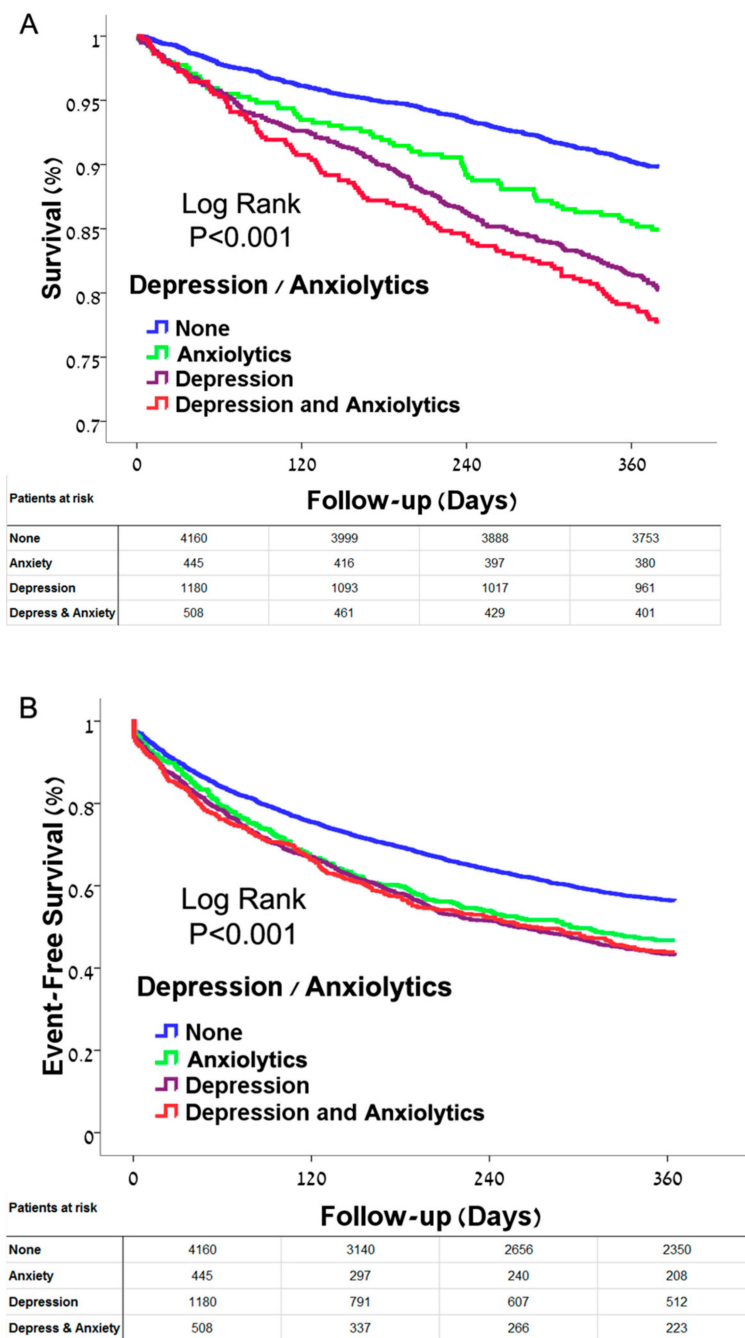 A
1
0.95
0.9
0.85
0.8
0.75
0.7
Survival (%)
Log Rank
P<0.001
Depression / Anxiolytics
None
Anxiolytics
Depression
Depression and Anxiolytics
0 120 240 360
Patients at risk
Follow-up (Days)
None 4160 3999 3888 3753
Anxiety 445 416 397 380
Depression 1180 1093 1017 961
Depress & Anxiety 508 461 429 401
B
1
0.8
0.6
0.4
0.2
0
Event-Free Survival (%)
Log Rank
P<0.001
Depression / Anxiolytics
None
Anxiolytics
Depression
Depression and Anxiolytics
0 120 240 360
Patients at risk
Follow-up (Days)
None 4160 3140 2656 2350
Anxiety 445 297 240 208
Depression 1180 791 607 512
Depress & Anxiety 508 337 266 223